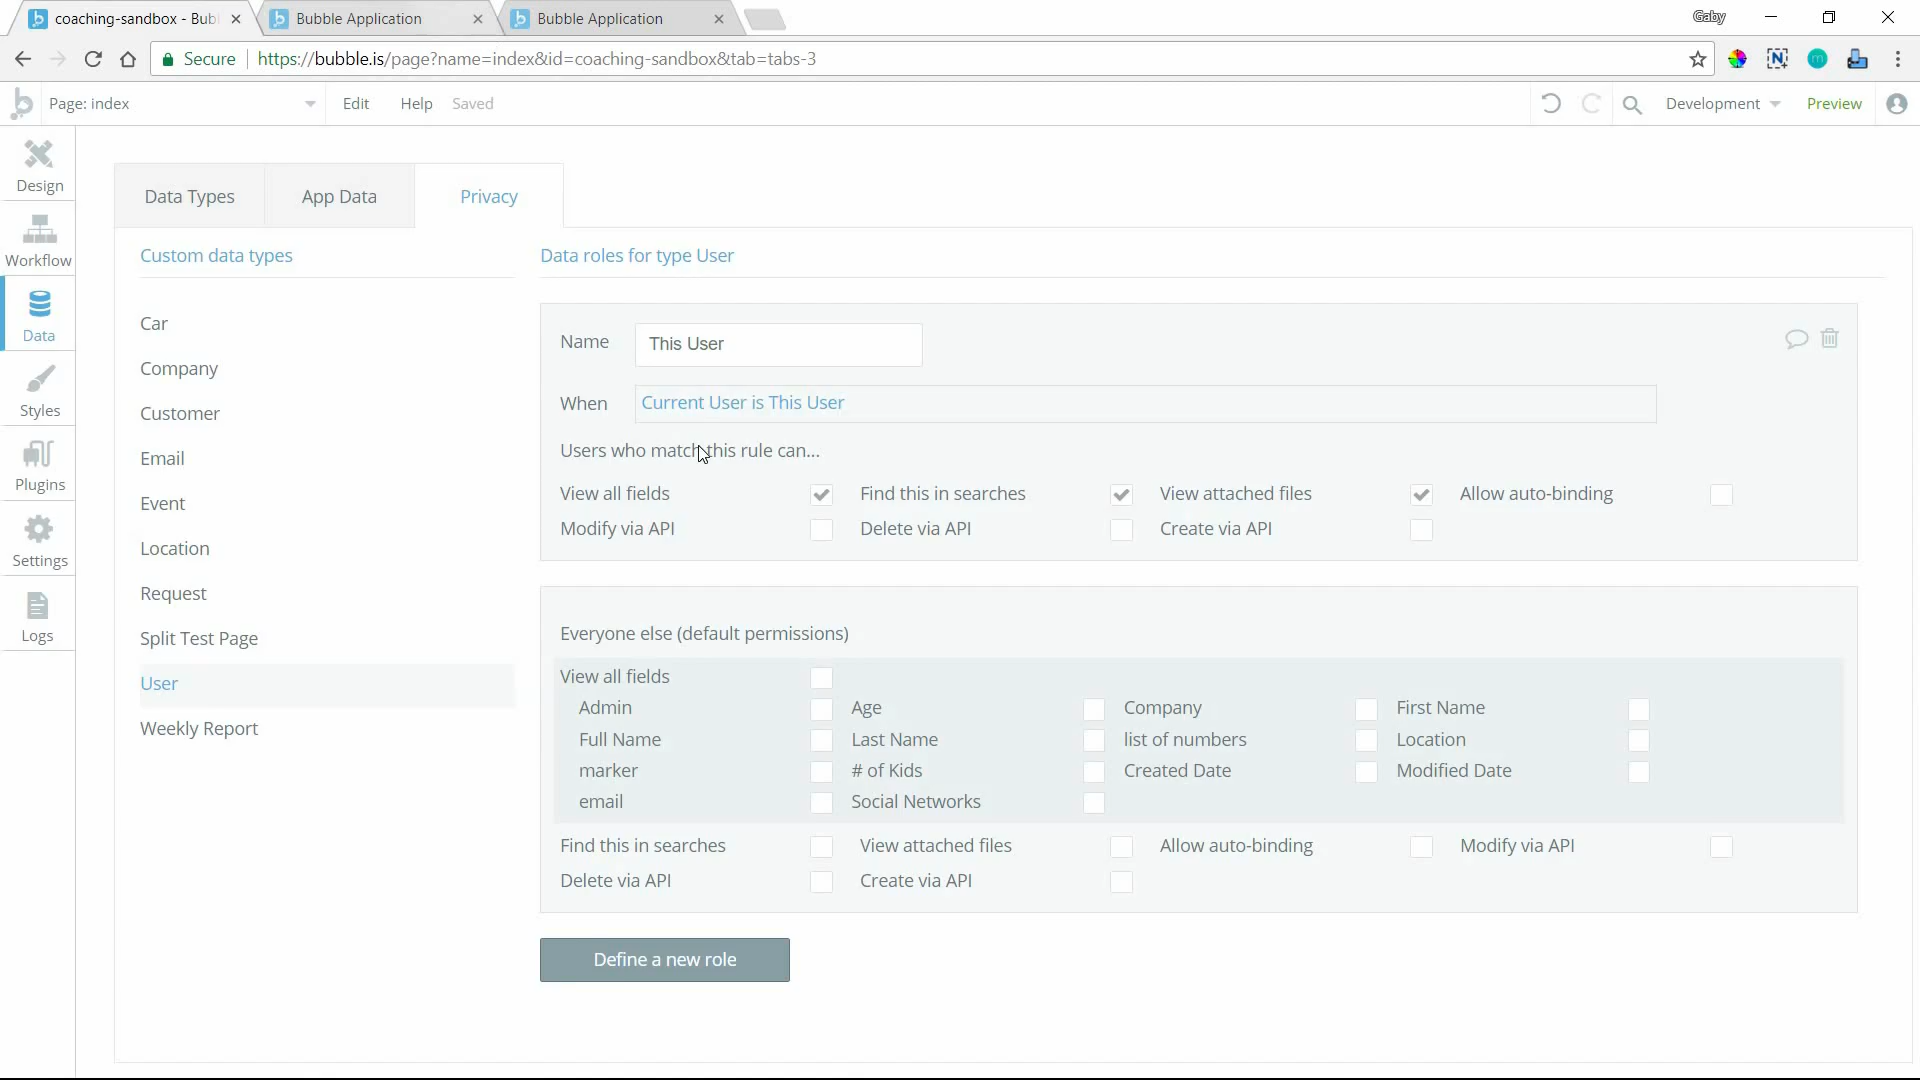 coaching-sandbox - Bub
Bubble Application
Bubble Application
Gaby
Secure
https://bubble.is/page?name=index&id=coaching-sandbox&tab=tabs-3
Page: index
Edit
Help
Saved
Development
Preview
Design
Workflow
Data
Styles
Plugins
Settings
Logs
Data Types
App Data
Privacy
Custom data types
Car
Company
Customer
Email
Event
Location
Request
Split Test Page
User
Weekly Report
Data roles for type User
Name
This User
When
Current User is This User
Users who match this rule can...
View all fields
Find this in searches
View attached files
Allow auto-binding
Modify via API
Delete via API
Create via API
Everyone else (default permissions)
View all fields
Admin
Age
Company
First Name
Full Name
Last Name
list of numbers
Location
marker
# of Kids
Created Date
Modified Date
email
Social Networks
Find this in searches
View attached files
Allow auto-binding
Modify via API
Delete via API
Create via API
Define a new role